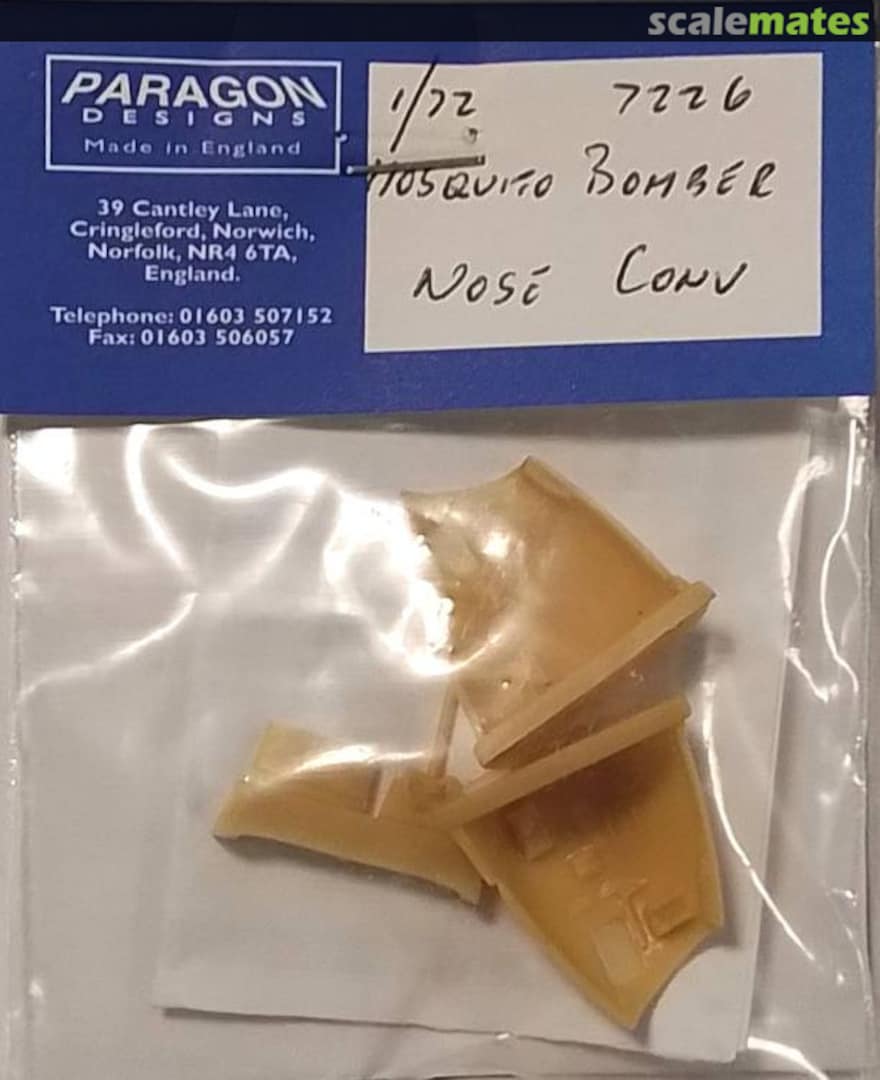 scalemates
PARAGON
DESIGNS
Made in England
39 Cantley Lane,
Cringleford, Norwich,
Norfolk, NR4 6TA,
England.
Telephone: 01603 507152
Fax: 01603 506057
1/72 7226
MOSQUITO BOMBER
NOSE CONV